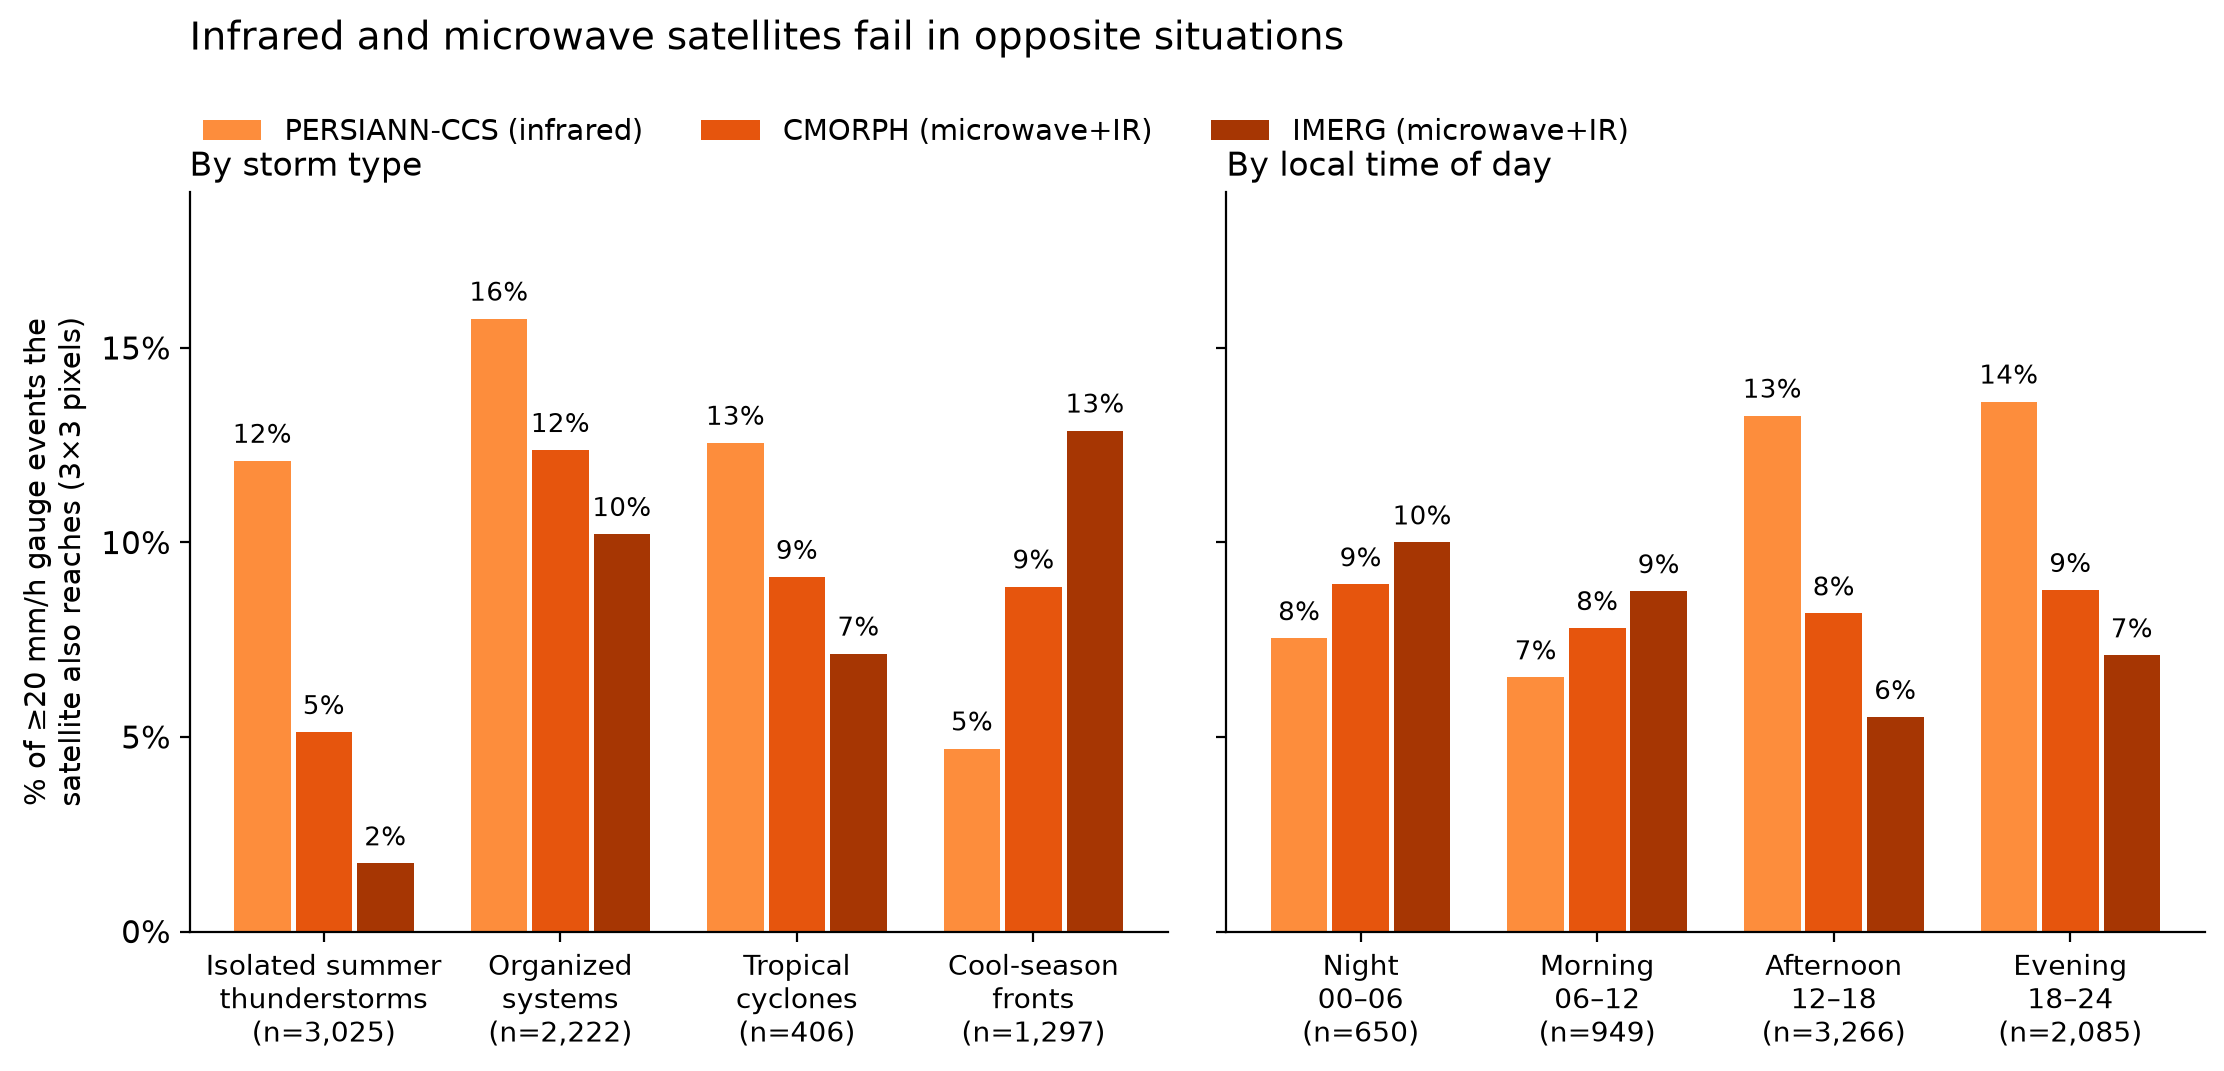 Infrared and microwave satellites fail in opposite situations
PERSIANN-CCS (infrared)
CMORPH (microwave+IR)
IMERG (microwave+IR)
By storm type
% of ≥20 mm/h gauge events the
satellite also reaches (3×3 pixels)
15%
10%
5%
0%
12%
5%
2%
16%
12%
10%
13%
9%
7%
5%
9%
13%
Isolated summer
thunderstorms
(n=3,025)
Organized
systems
(n=2,222)
Tropical
cyclones
(n=406)
Cool-season
fronts
(n=1,297)
By local time of day
8%
9%
10%
7%
8%
9%
13%
8%
6%
14%
9%
7%
Night
00–06
(n=650)
Morning
06–12
(n=949)
Afternoon
12–18
(n=3,266)
Evening
18–24
(n=2,085)